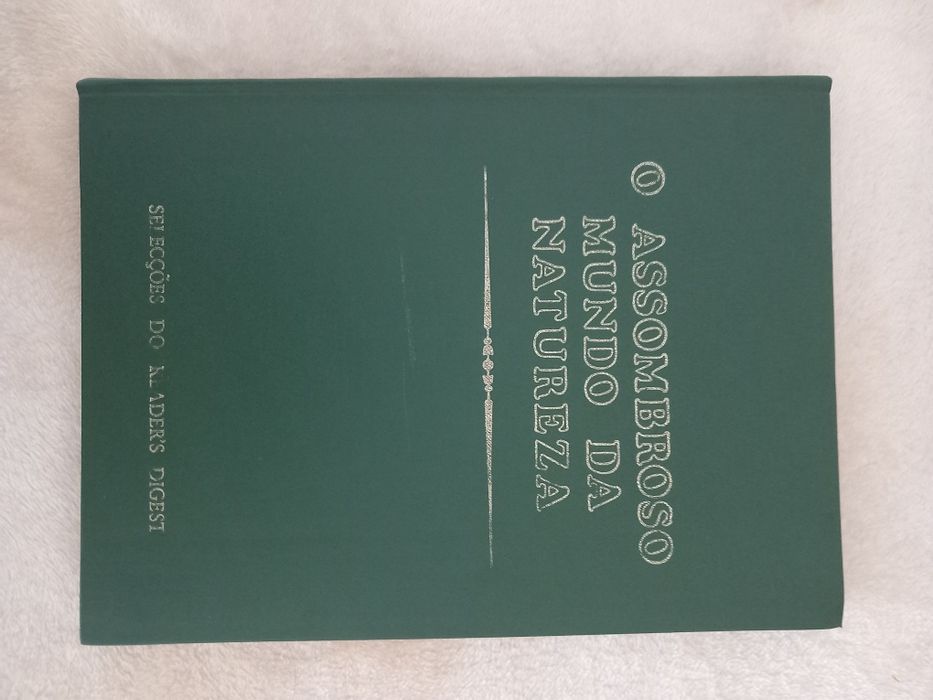 O ASSOMBROSO
MUNDO DA
NATUREZA
SELECÇÕES DO READER'S DIGEST